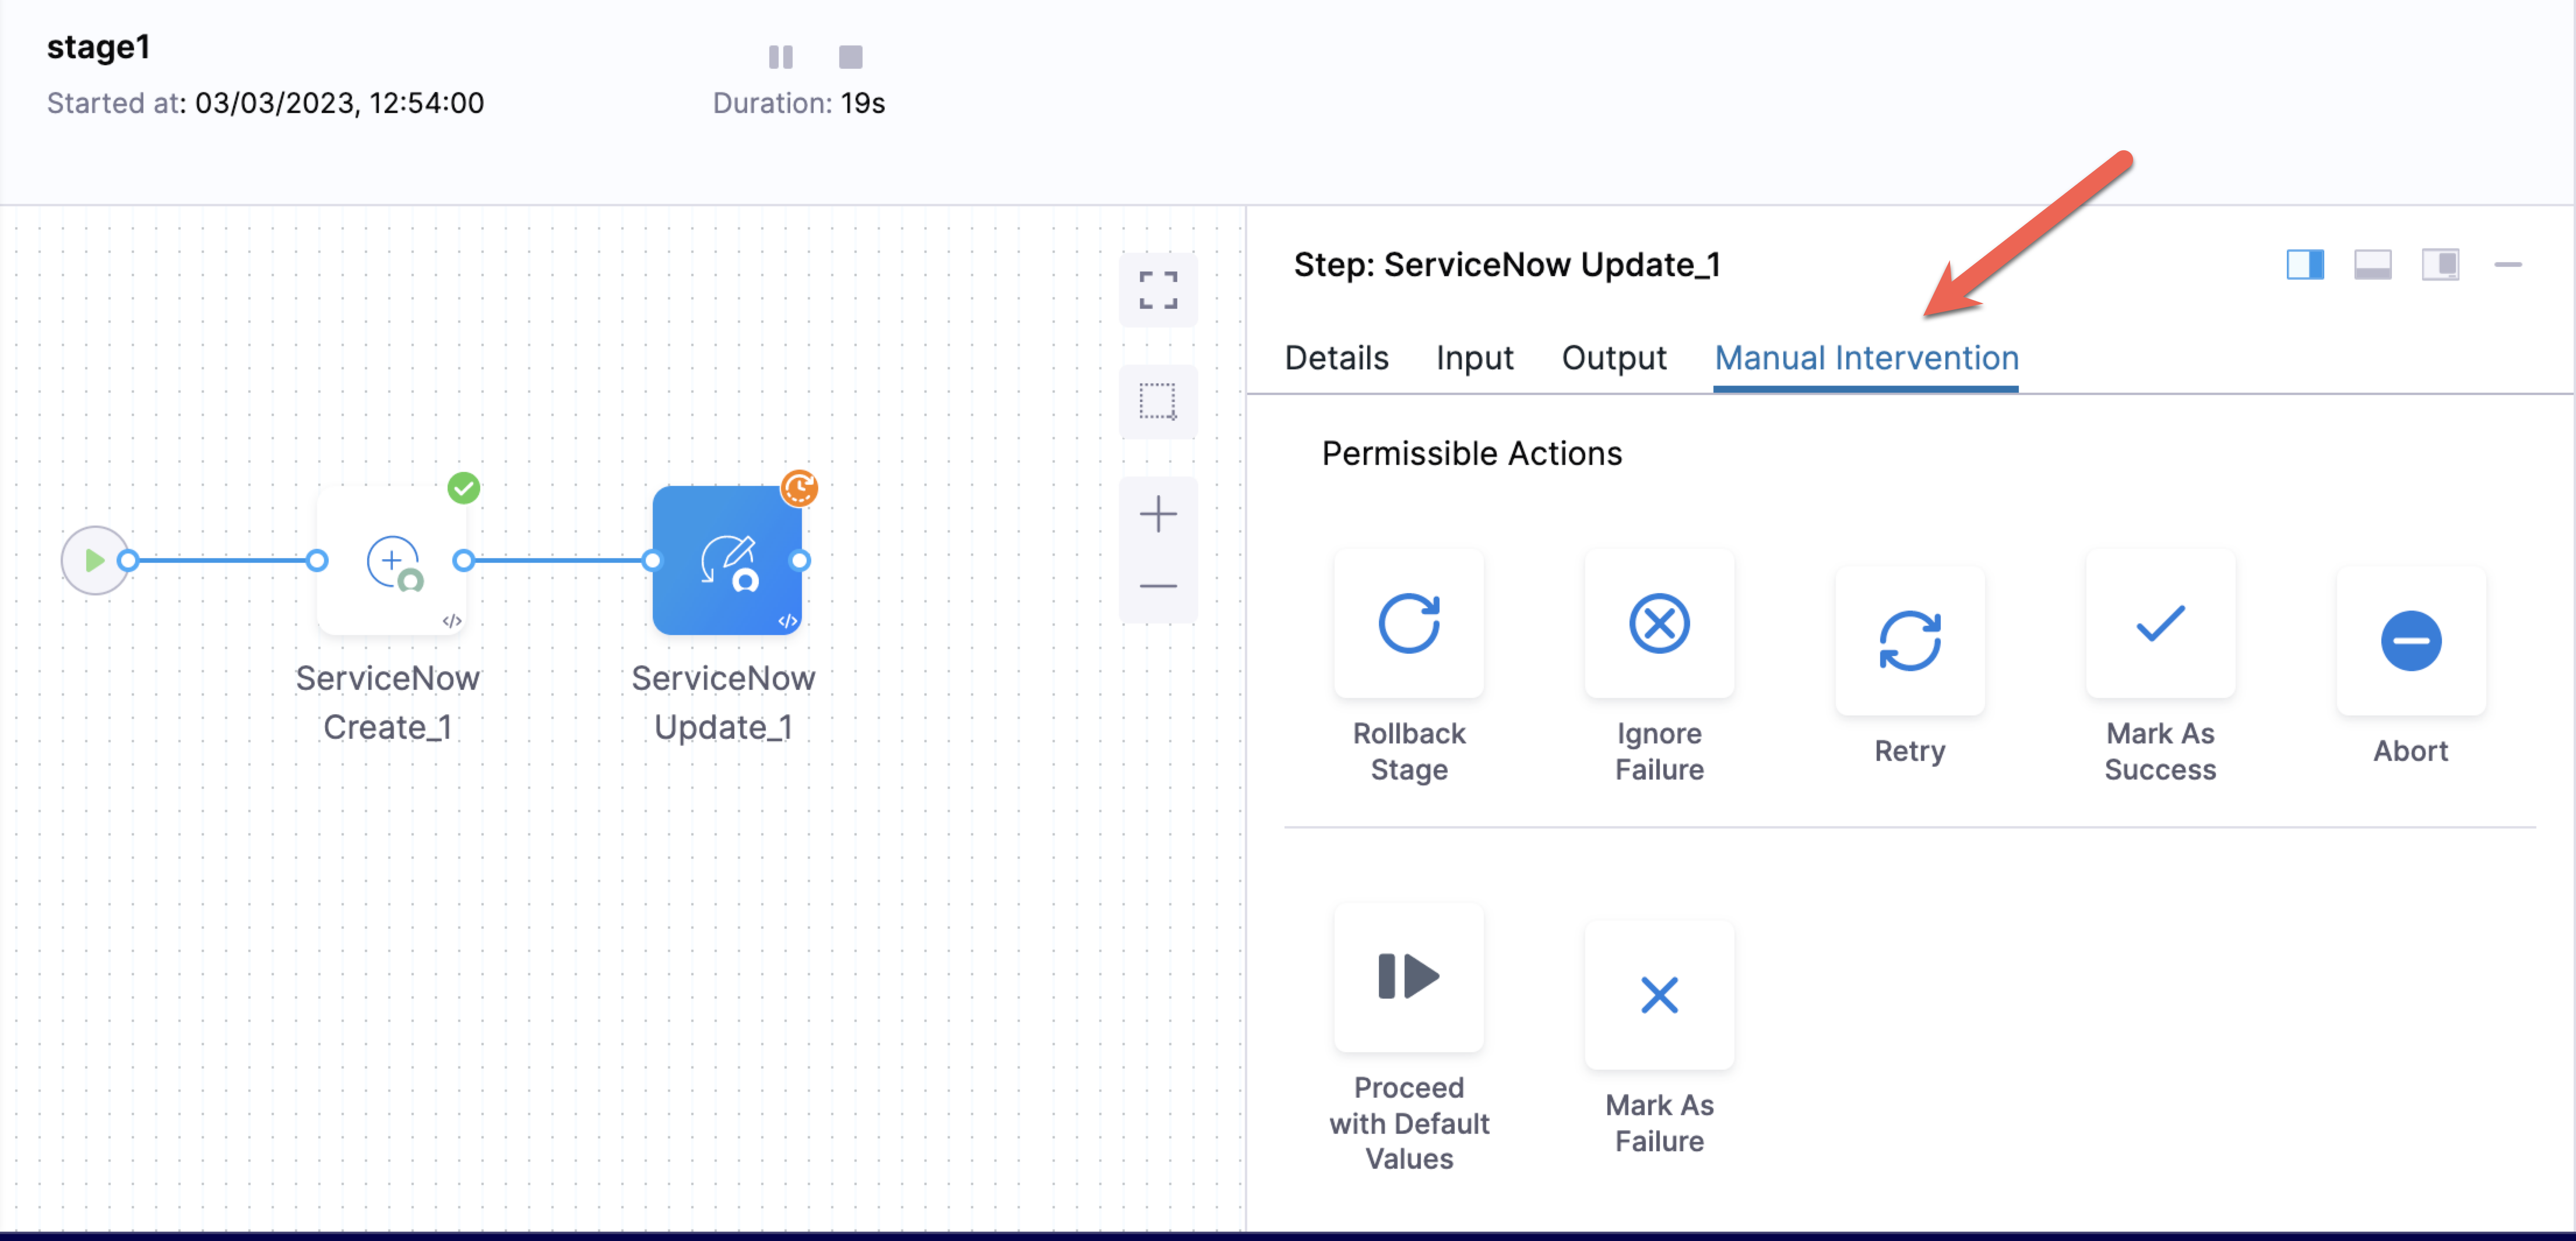 stage1
Started at: 03/03/2023, 12:54:00
Duration: 19s
Step: ServiceNow Update_1
Details
Input
Output
Manual Intervention
Permissible Actions
ServiceNow
Create_1
ServiceNow
Update_1
Rollback
Stage
Ignore
Failure
Retry
Mark As
Success
Abort
Proceed
with Default
Values
Mark As
Failure